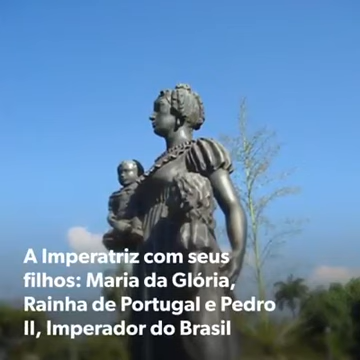 A Imperatriz com seus
filhos: Maria da Glória,
Rainha de Portugal e Pedro
II, Imperador do Brasil